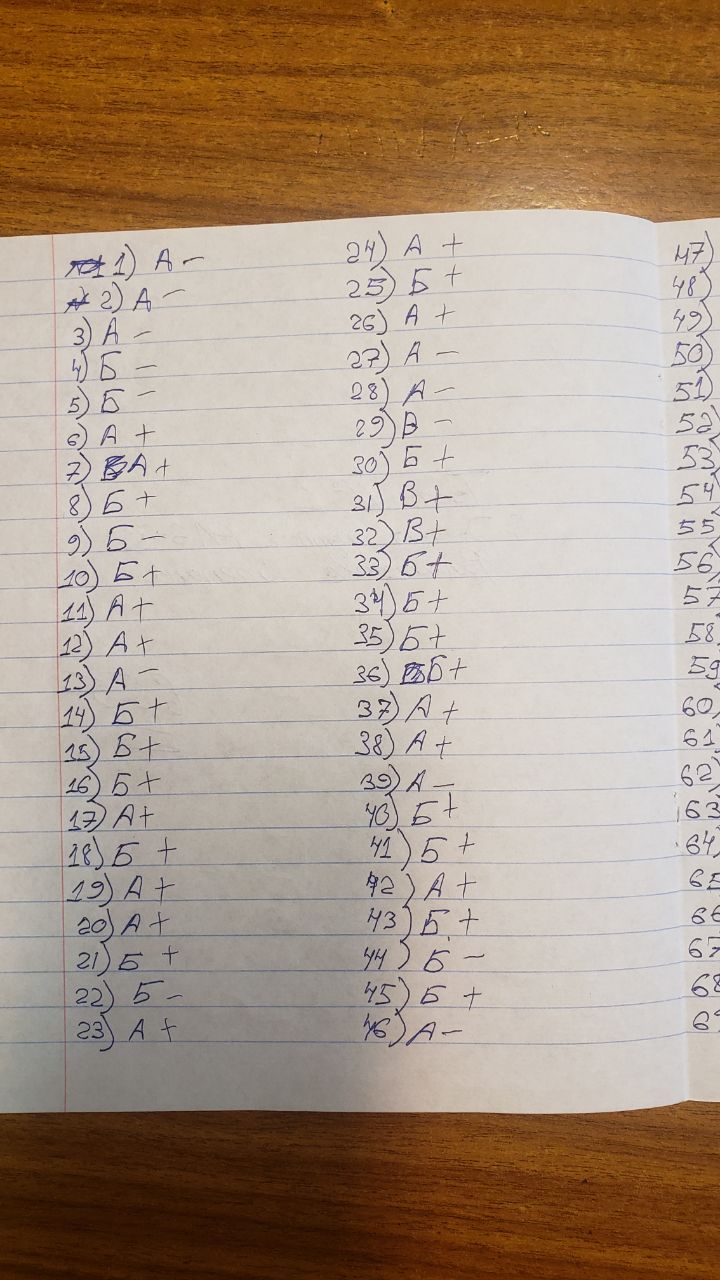 1) А –
2) А –
3) А –
4) Б –
5) Б –
6) А +
7) А +
8) Б +
9) Б –
10) Б +
11) А +
12) А +
13) А –
14) Б +
15) Б +
16) Б +
17) А +
18) Б +
19) А +
20) А +
21) Б +
22) Б –
23) А +
24) А +
25) Б +
26) А +
27) А –
28) А –
29) В –
30) Б +
31) В +
32) В +
33) Б +
34) Б +
35) Б +
36) Б +
37) А +
38) А +
39) А –
40) Б +
41) Б +
42) А +
43) Б +
44) Б –
45) Б +
46) А –
47)
48)
49)
50)
51)
52)
53)
54
55
56)
57
58
59
60)
61)
62)
63
64)
65
66
67
68